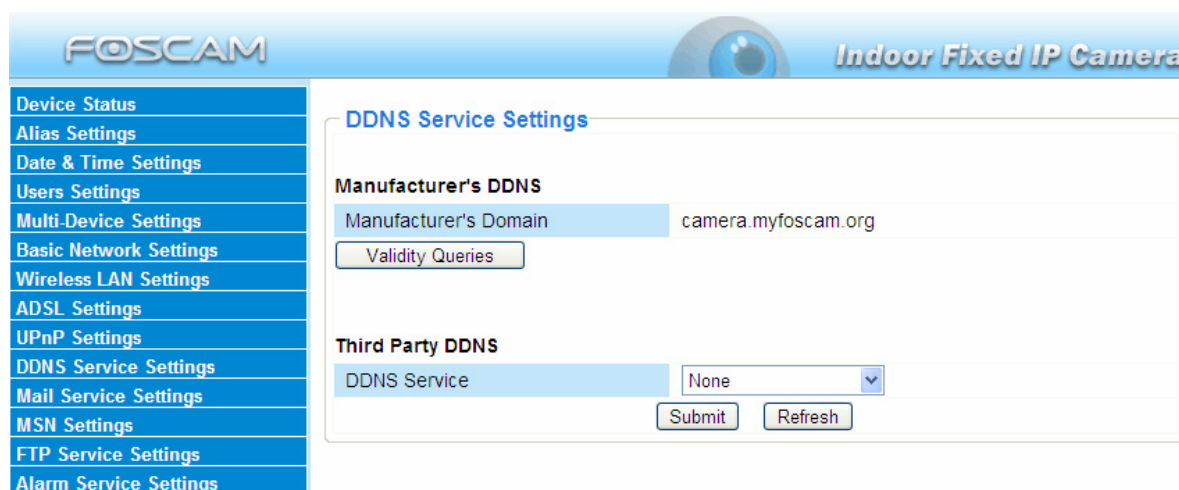 FOSCAM
Indoor Fixed IP Camera
Device Status
Alias Settings
Date & Time Settings
Users Settings
Multi-Device Settings
Basic Network Settings
Wireless LAN Settings
ADSL Settings
UPnP Settings
DDNS Service Settings
Mail Service Settings
MSN Settings
FTP Service Settings
Alarm Service Settings
DDNS Service Settings
Manufacturer's DDNS
Manufacturer's Domain camera.myfoscam.org
Validity Queries
Third Party DDNS
DDNS Service None
Submit Refresh